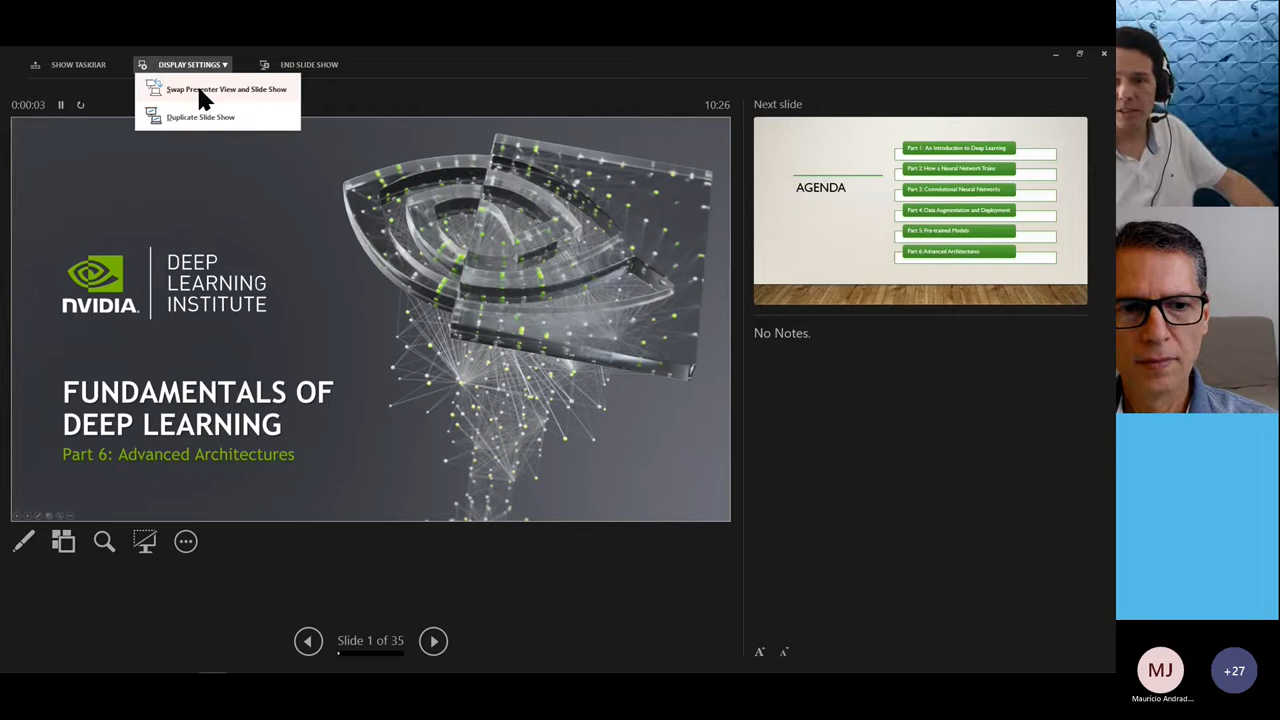 SHOW TASKBAR
DISPLAY SETTINGS ▼
END SLIDE SHOW
Swap Presenter View and Slide Show
Duplicate Slide Show
0:00:03
10:26
NVIDIA.
DEEP
LEARNING
INSTITUTE
FUNDAMENTALS OF
DEEP LEARNING
Part 6: Advanced Architectures
Slide 1 of 35
Next slide
AGENDA
Part 1: An Introduction to Deep Learning
Part 2: How a Neural Network Trains
Part 3: Convolutional Neural Networks
Part 4: Data Augmentation and Deployment
Part 5: Pre-trained Models
Part 6: Advanced Architectures
No Notes.
A
A
MJ
+27
Maurício Andrad...